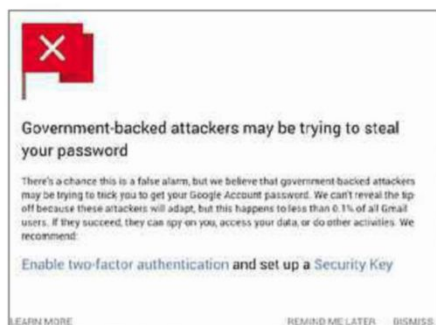 Government-backed attackers may be trying to steal
your password
There's a chance this is a false alarm, but we believe that government-backed attackers
may be trying to trick you to get your Google Account password. We can't reveal the tip
off because these attackers will adapt, but this happens to less than 0.1% of all Gmail
users. If they succeed, they can spy on you, access your data, or do other activities. We
recommend:
Enable two-factor authentication and set up a Security Key
LEARN MORE REMIND ME LATER DISMISS